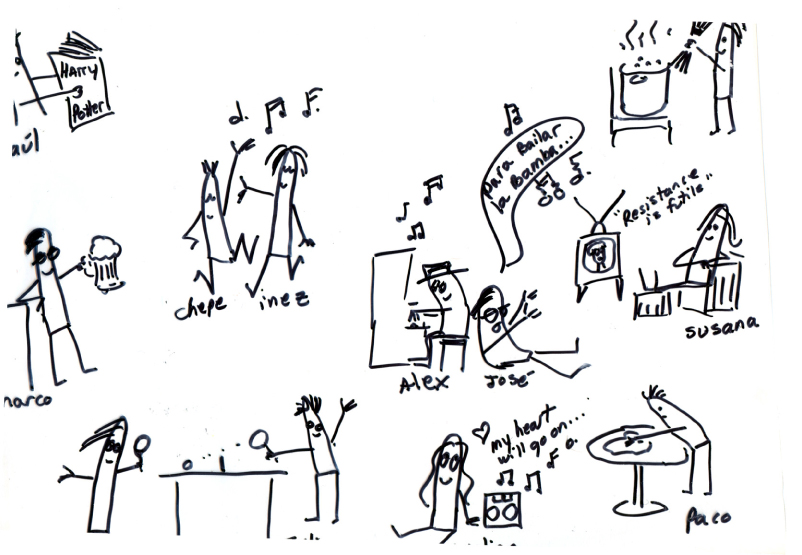 Harry
Potter
aúl
Para Bailar
la Bamba...
"Resistance
is futile"
chepe
inez
susana
Alex
José
marco
my heart
will go on...
Paco